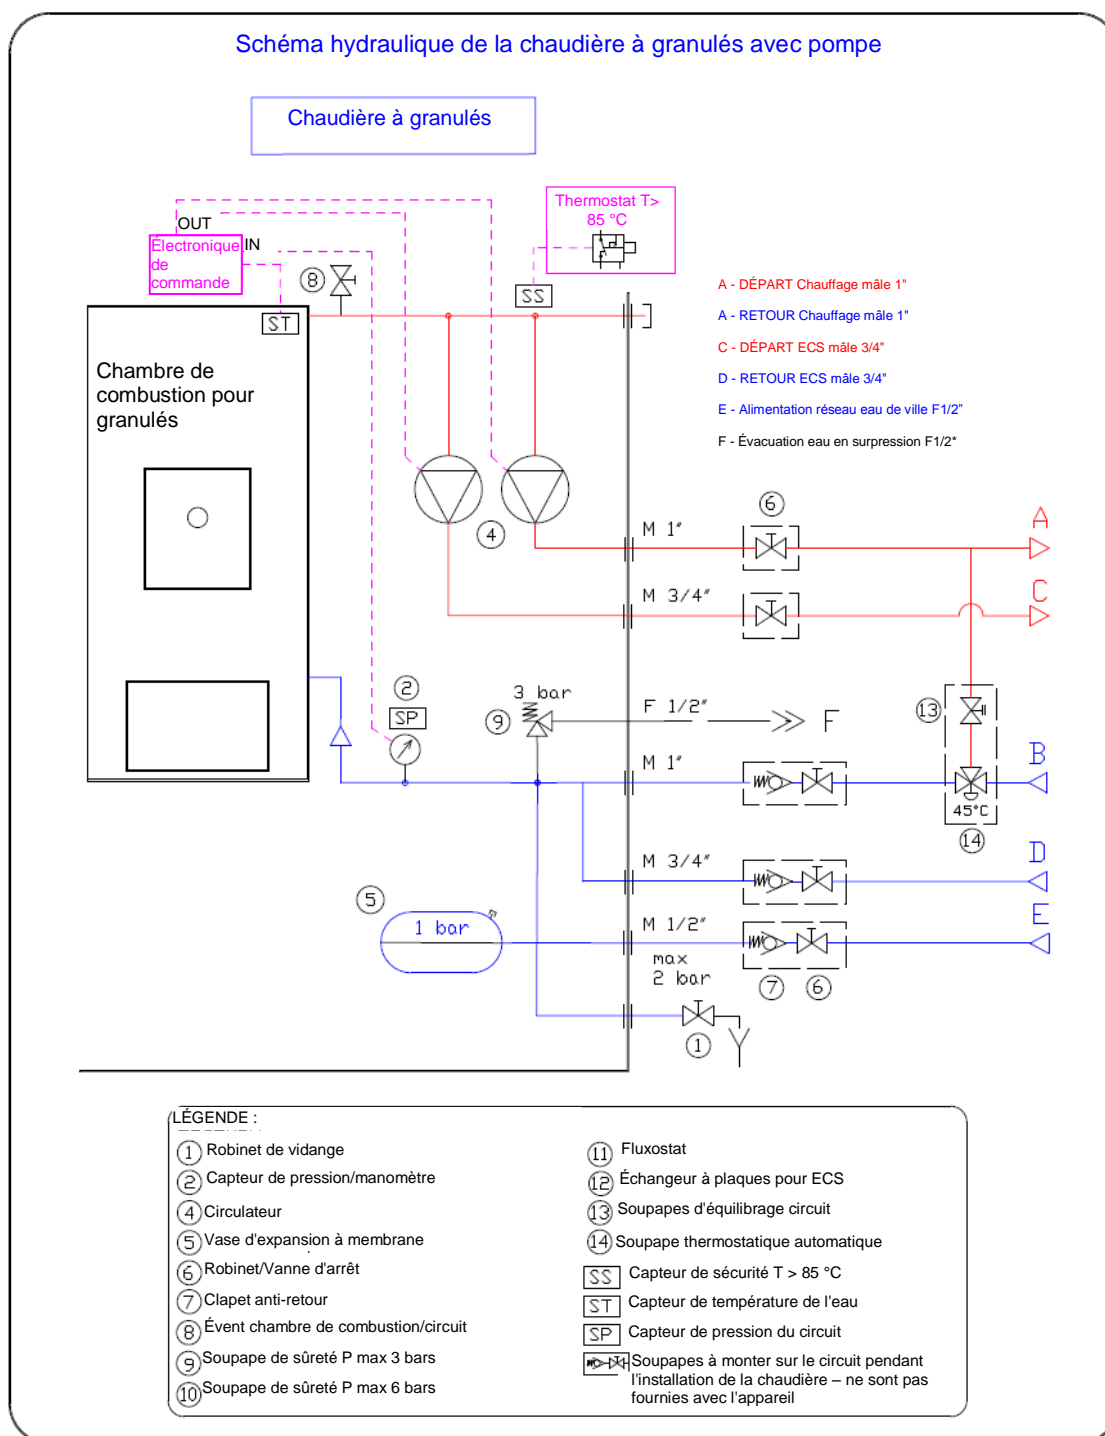 Schéma hydraulique de la chaudière à granulés avec pompe
Chaudière à granulés
Thermostat T>
85 °C
OUT
IN
Électronique
de
commande
8
SS
ST
A - DÉPART Chauffage mâle 1"
A - RETOUR Chauffage mâle 1"
C - DÉPART ECS mâle 3/4"
D - RETOUR ECS mâle 3/4"
E - Alimentation réseau eau de ville F1/2"
F - Évacuation eau en surpression F1/2*
Chambre de
combustion pour
granulés
4
M 1"
6
A
M 3/4"
C
2
SP
3 bar
9
F 1/2"
F
13
M 1"
B
45°C
14
M 3/4"
D
5
1 bar
M 1/2"
E
max
2 bar
7
6
1
LÉGENDE :
1 Robinet de vidange
2 Capteur de pression/manomètre
4 Circulateur
5 Vase d'expansion à membrane
6 Robinet/Vanne d'arrêt
7 Clapet anti-retour
8 Évent chambre de combustion/circuit
9 Soupape de sûreté P max 3 bars
10 Soupape de sûreté P max 6 bars
11 Fluxostat
12 Échangeur à plaques pour ECS
13 Soupapes d'équilibrage circuit
14 Soupape thermostatique automatique
SS Capteur de sécurité T > 85 °C
ST Capteur de température de l'eau
SP Capteur de pression du circuit
Soupapes à monter sur le circuit pendant
l'installation de la chaudière – ne sont pas
fournies avec l'appareil